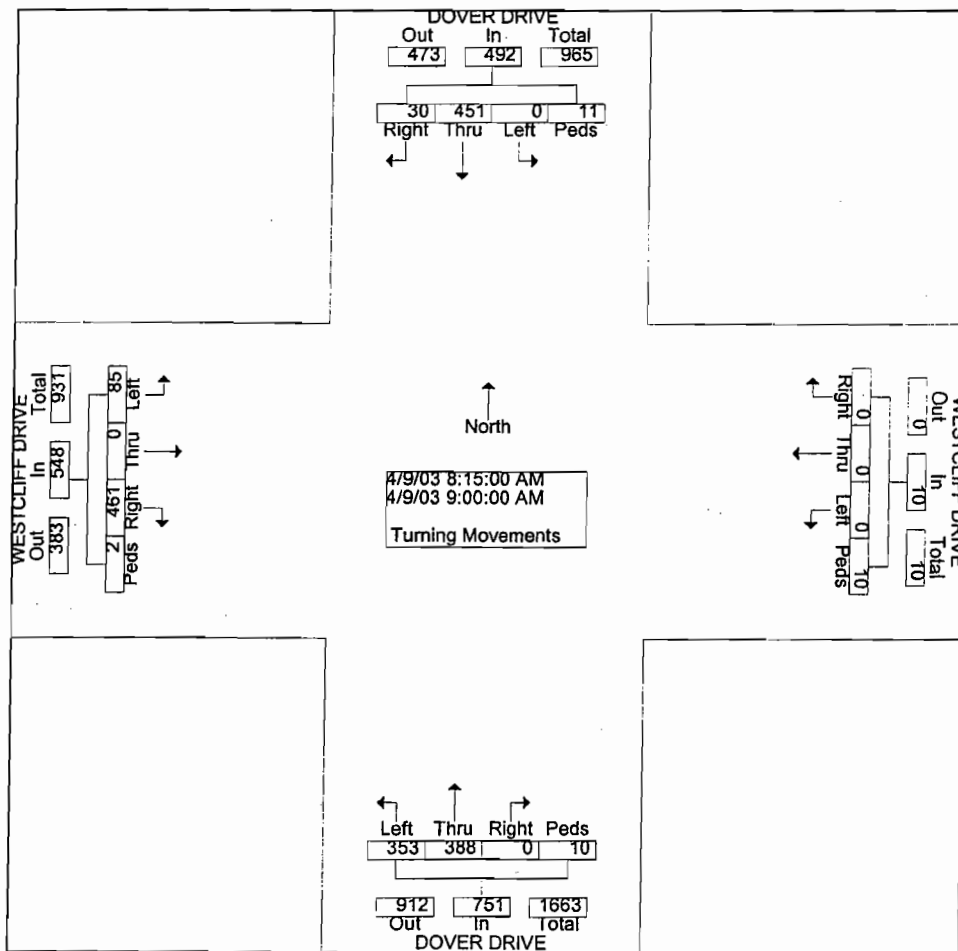 DOVER DRIVE
Out In Total
473 492 965
30 451 0 11
Right Thru Left Peds
WESTCLIFF DRIVE
Total In Out
931 548 383
85 0 461 2
Left Thru Right Peds
North
4/9/03 8:15:00 AM
4/9/03 9:00:00 AM
Turning Movements
Right Thru Left Peds
0 0 0 10
Out In Total
0 10 10
WESTCLIFF DRIVE
Left Thru Right Peds
353 388 0 10
912 751 1663
Out In Total
DOVER DRIVE